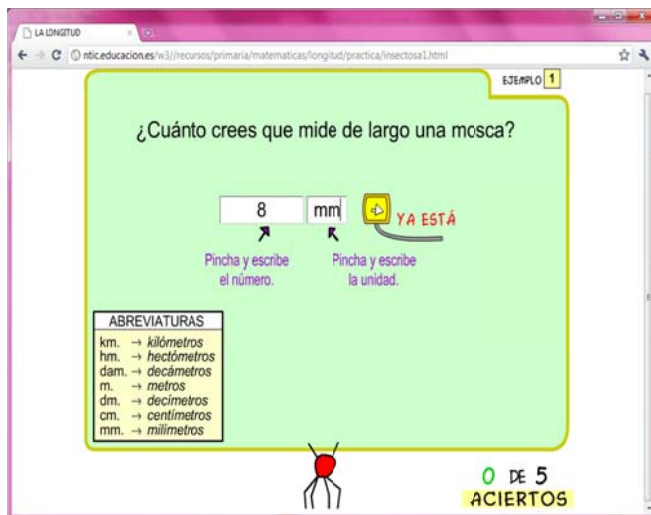 LA LONGITUD
ntic.educacion.es/w3//recursos/primaria/matematicas/longitud/practica/insectosa1.html
EJEMPLO 1
¿Cuánto crees que mide de largo una mosca?
8 mm
YA ESTÁ
Pincha y escribe
el número.
Pincha y escribe
la unidad.
ABREVIATURAS
km. → kilómetros
hm. → hectómetros
dam. → decámetros
m. → metros
dm. → decímetros
cm. → centímetros
mm. → milímetros
0 DE 5
ACIERTOS